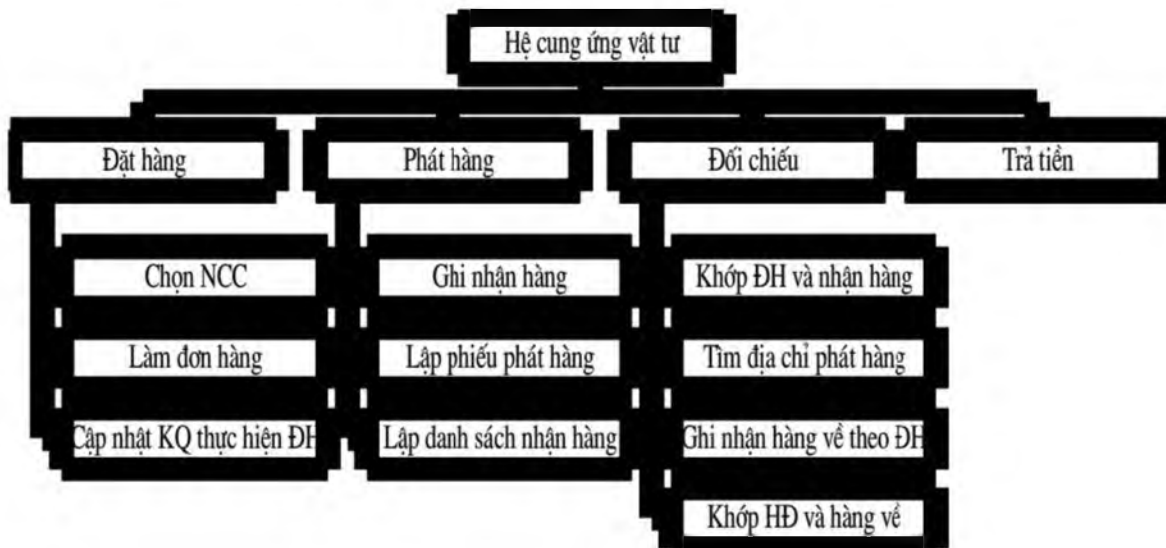 Hệ cung ứng vật tư
Đặt hàng
Phát hàng
Đối chiếu
Trả tiền
Chọn NCC
Ghi nhận hàng
Khớp ĐH và nhận hàng
Làm đơn hàng
Lập phiếu phát hàng
Tìm địa chỉ phát hàng
Cập nhật KQ thực hiện ĐH
Lập danh sách nhận hàng
Ghi nhận hàng về theo ĐH
Khớp HĐ và hàng về